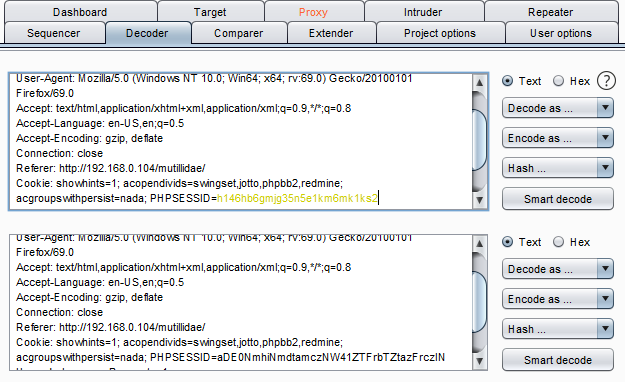 Dashboard Target Proxy Intruder Repeater
Sequencer Decoder Comparer Extender Project options User options
User-Agent: Mozilla/5.0 (Windows NT 10.0; Win64; x64; rv:69.0) Gecko/20100101
Firefox/69.0
Accept: text/html,application/xhtml+xml,application/xml;q=0.9,*/*;q=0.8
Accept-Language: en-US,en;q=0.5
Accept-Encoding: gzip, deflate
Connection: close
Referer: http://192.168.0.104/mutillidae/
Cookie: showhints=1; acopendivids=swingset,jotto,phpbb2,redmine;
acgroupswithpersist=nada; PHPSESSID=h146hb6gmjg35n5e1km6mk1ks2
Text Hex ?
Decode as ...
Encode as ...
Hash ...
Smart decode
User-Agent: Mozilla/5.0 (Windows NT 10.0; Win64; x64; rv:69.0) Gecko/20100101
Firefox/69.0
Accept: text/html,application/xhtml+xml,application/xml;q=0.9,*/*;q=0.8
Accept-Language: en-US,en;q=0.5
Accept-Encoding: gzip, deflate
Connection: close
Referer: http://192.168.0.104/mutillidae/
Cookie: showhints=1; acopendivids=swingset,jotto,phpbb2,redmine;
acgroupswithpersist=nada; PHPSESSID=aDE0NmhiNmdtamczNW41ZTFrbTZtazFrczIN
Text Hex
Decode as ...
Encode as ...
Hash ...
Smart decode